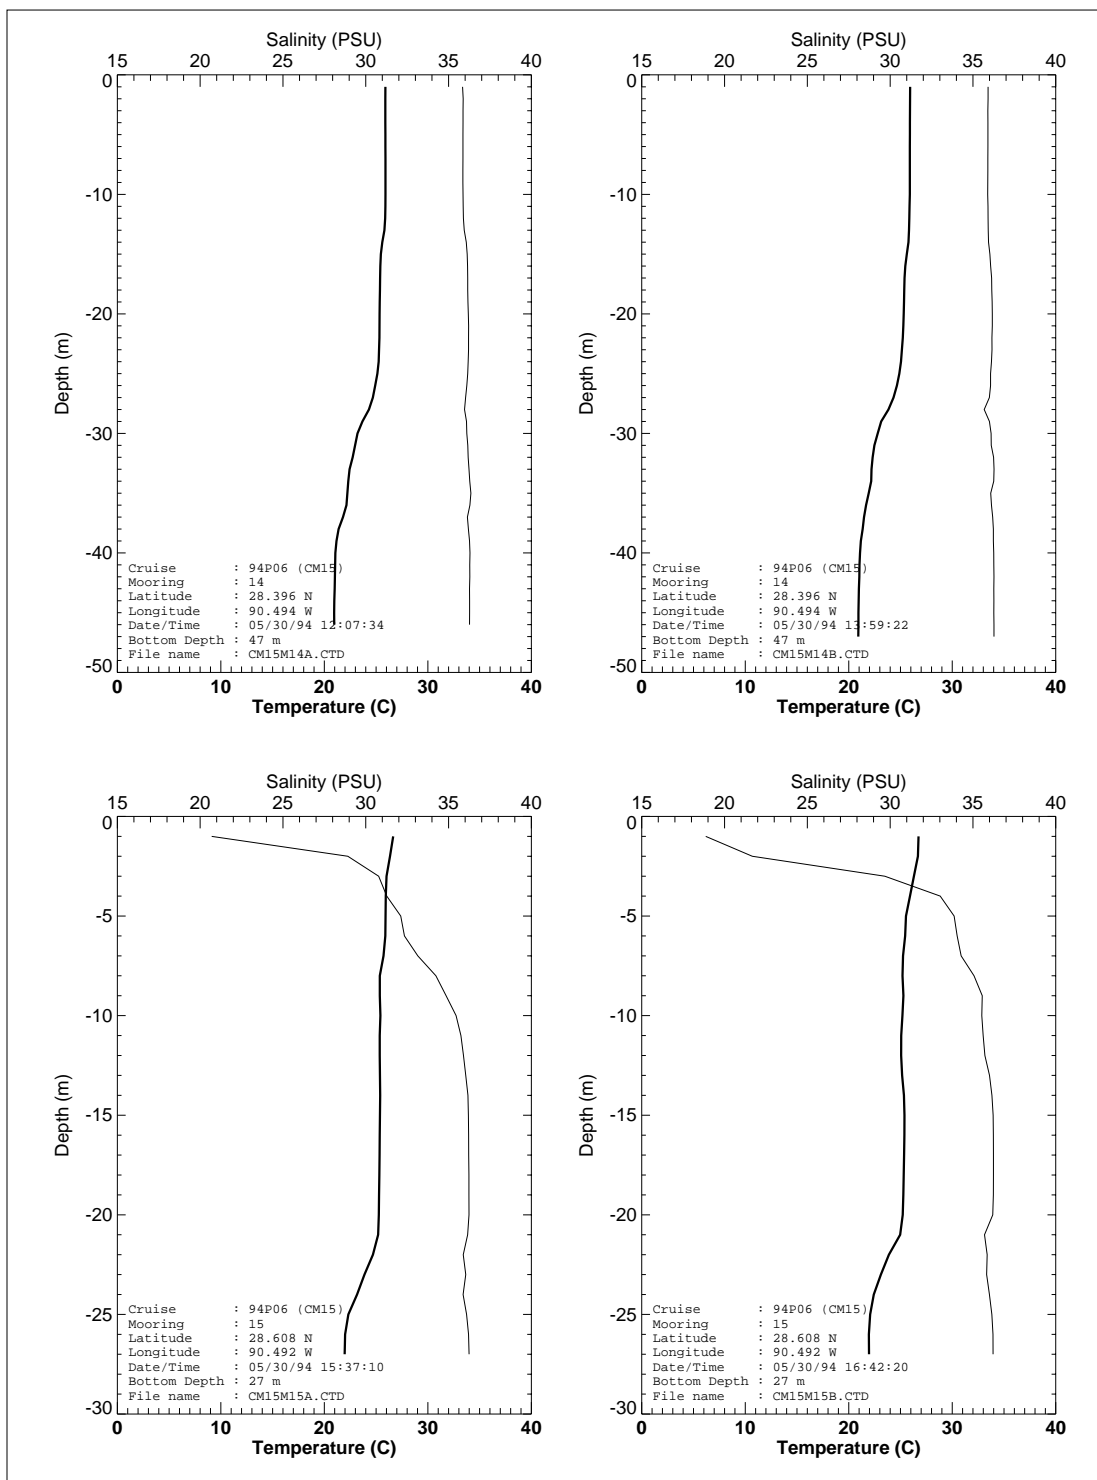 Salinity (PSU)
15 20 25 30 35 40
0
-10
-20
-30
-40
-50
Depth (m)
Cruise : 94P06 (CM15)
Mooring : 14
Latitude : 28.396 N
Longitude : 90.494 W
Date/Time : 05/30/94 12:07:34
Bottom Depth : 47 m
File name : CM15M14A.CTD
0 10 20 30 40
Temperature (C)
Salinity (PSU)
15 20 25 30 35 40
0
-10
-20
-30
-40
-50
Depth (m)
Cruise : 94P06 (CM15)
Mooring : 14
Latitude : 28.396 N
Longitude : 90.494 W
Date/Time : 05/30/94 13:59:22
Bottom Depth : 47 m
File name : CM15M14B.CTD
0 10 20 30 40
Temperature (C)
Salinity (PSU)
15 20 25 30 35 40
0
-5
-10
-15
-20
-25
-30
Depth (m)
Cruise : 94P06 (CM15)
Mooring : 15
Latitude : 28.608 N
Longitude : 90.492 W
Date/Time : 05/30/94 15:37:10
Bottom Depth : 27 m
File name : CM15M15A.CTD
0 10 20 30 40
Temperature (C)
Salinity (PSU)
15 20 25 30 35 40
0
-5
-10
-15
-20
-25
-30
Depth (m)
Cruise : 94P06 (CM15)
Mooring : 15
Latitude : 28.608 N
Longitude : 90.492 W
Date/Time : 05/30/94 16:42:20
Bottom Depth : 27 m
File name : CM15M15B.CTD
0 10 20 30 40
Temperature (C)